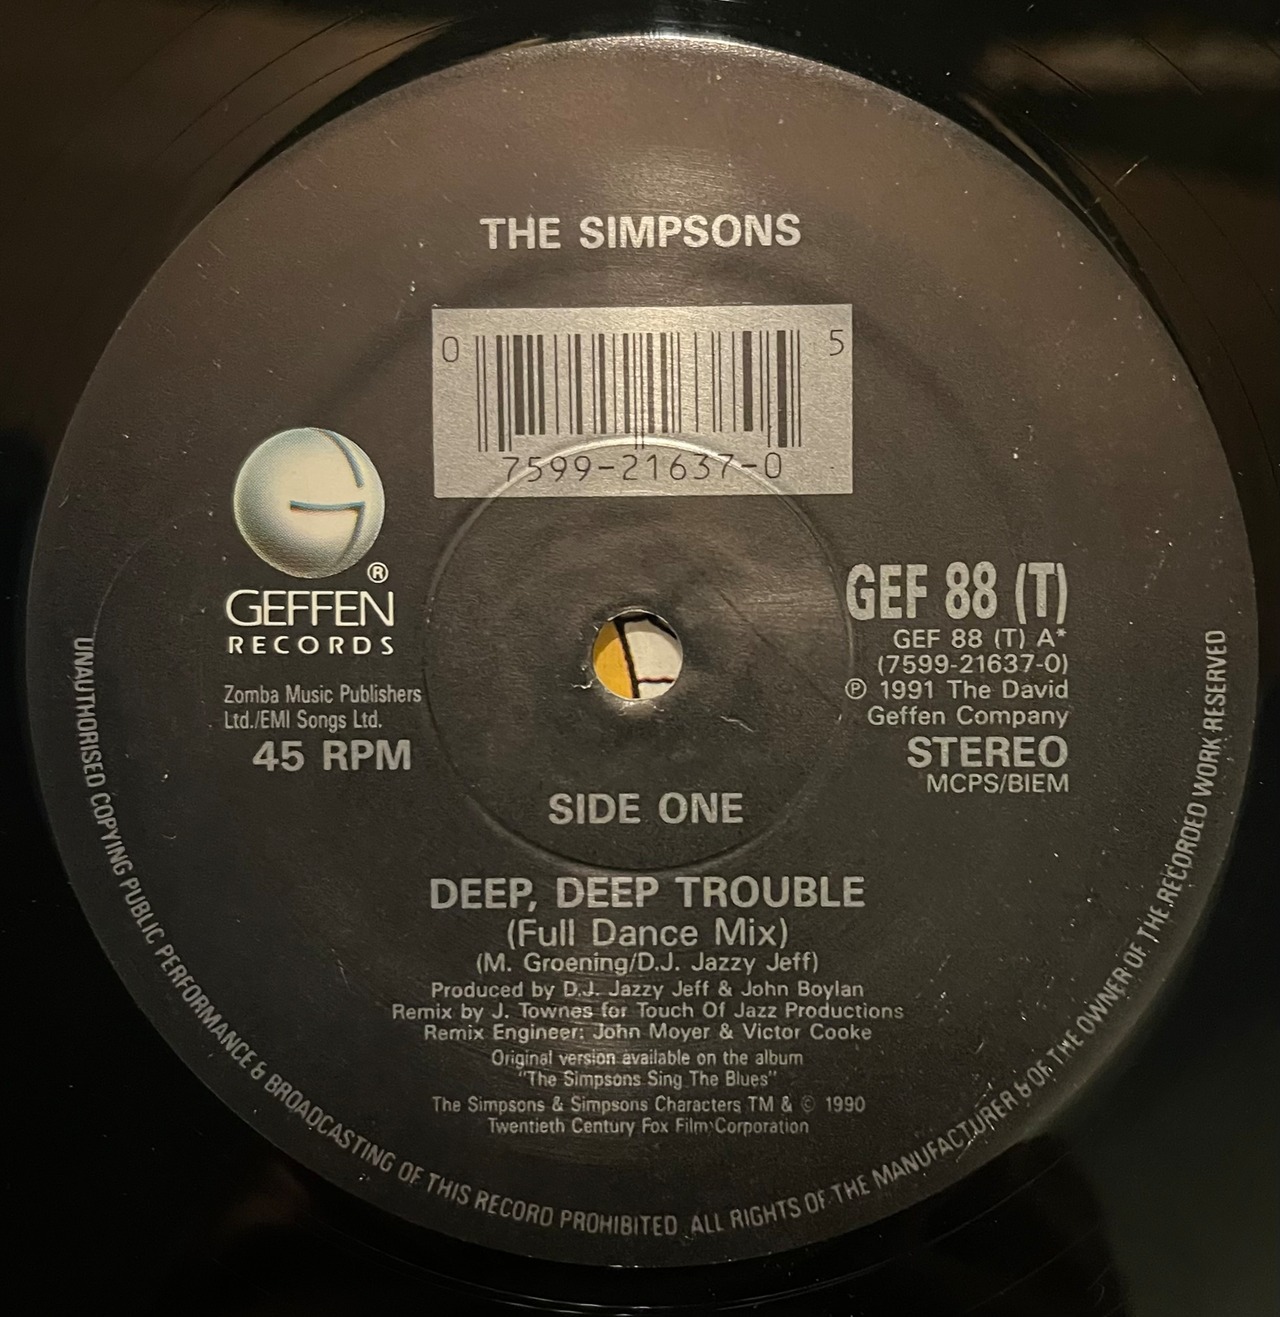 THE SIMPSONS
0 5
7599-21637-0
®
GEFFEN
RECORDS
Zomba Music Publishers
Ltd./EMI Songs Ltd.
45 RPM
GEF 88 (T)
GEF 88 (T) A*
(7599-21637-0)
℗ 1991 The David
Geffen Company
STEREO
MCPS/BIEM
SIDE ONE
DEEP, DEEP TROUBLE
(Full Dance Mix)
(M. Groening/D.J. Jazzy Jeff)
Produced by D.J. Jazzy Jeff & John Boylan
Remix by J. Townes for Touch Of Jazz Productions
Remix Engineer: John Moyer & Victor Cooke
Original version available on the album
"The Simpsons Sing The Blues"
The Simpsons & Simpsons Characters TM & © 1990
Twentieth Century Fox Film Corporation
UNAUTHORISED COPYING PUBLIC PERFORMANCE & BROADCASTING OF THIS RECORD PROHIBITED. ALL RIGHTS OF THE MANUFACTURER & OF THE OWNER OF THE RECORDED WORK RESERVED